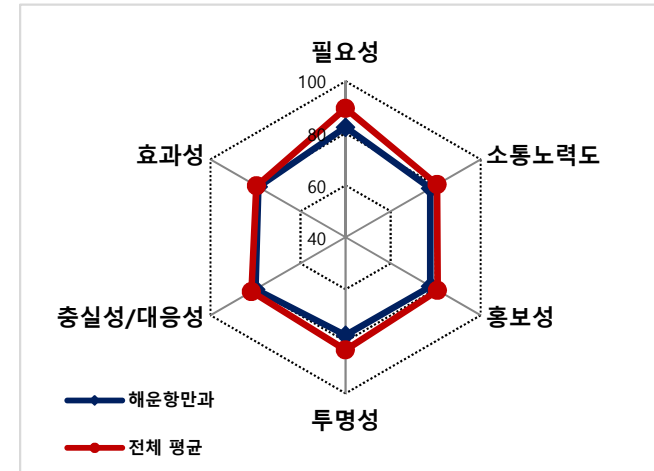 필요성
100
80
효과성
소통노력도
60
40
충실성/대응성
홍보성
투명성
해운항만과
전체 평균